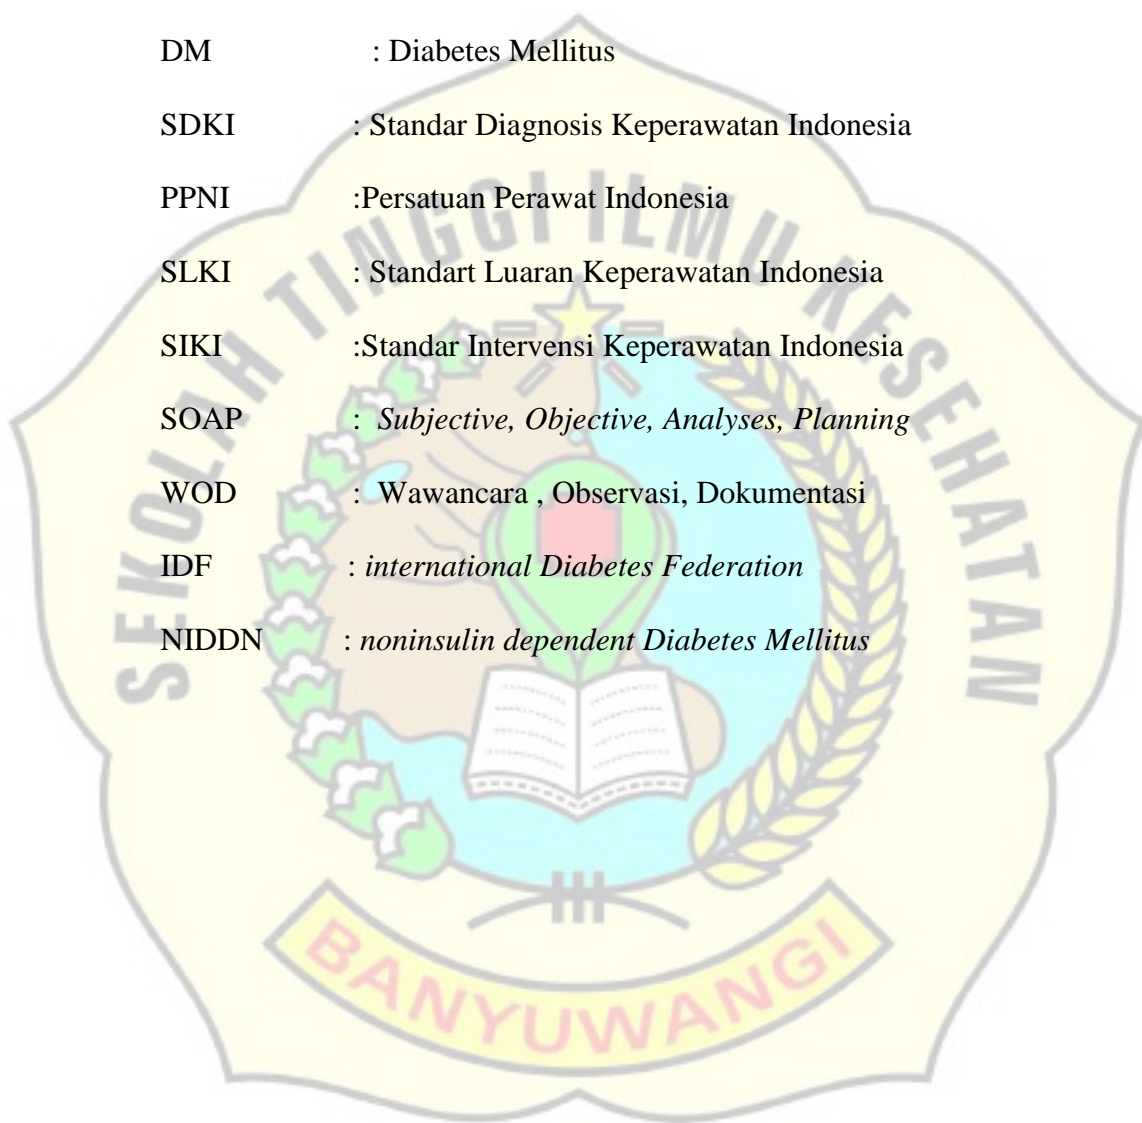 DM : Diabetes Mellitus
SDKI : Standar Diagnosis Keperawatan Indonesia
PPNI :Persatuan Perawat Indonesia
SLKI : Standart Luaran Keperawatan Indonesia
SIKI :Standar Intervensi Keperawatan Indonesia
SOAP : Subjective, Objective, Analyses, Planning
WOD : Wawancara , Observasi, Dokumentasi
IDF : international Diabetes Federation
NIDDN : noninsulin dependent Diabetes Mellitus
SEKOLAH TINGGI ILMU KESEHATAN
BANYUWANGI